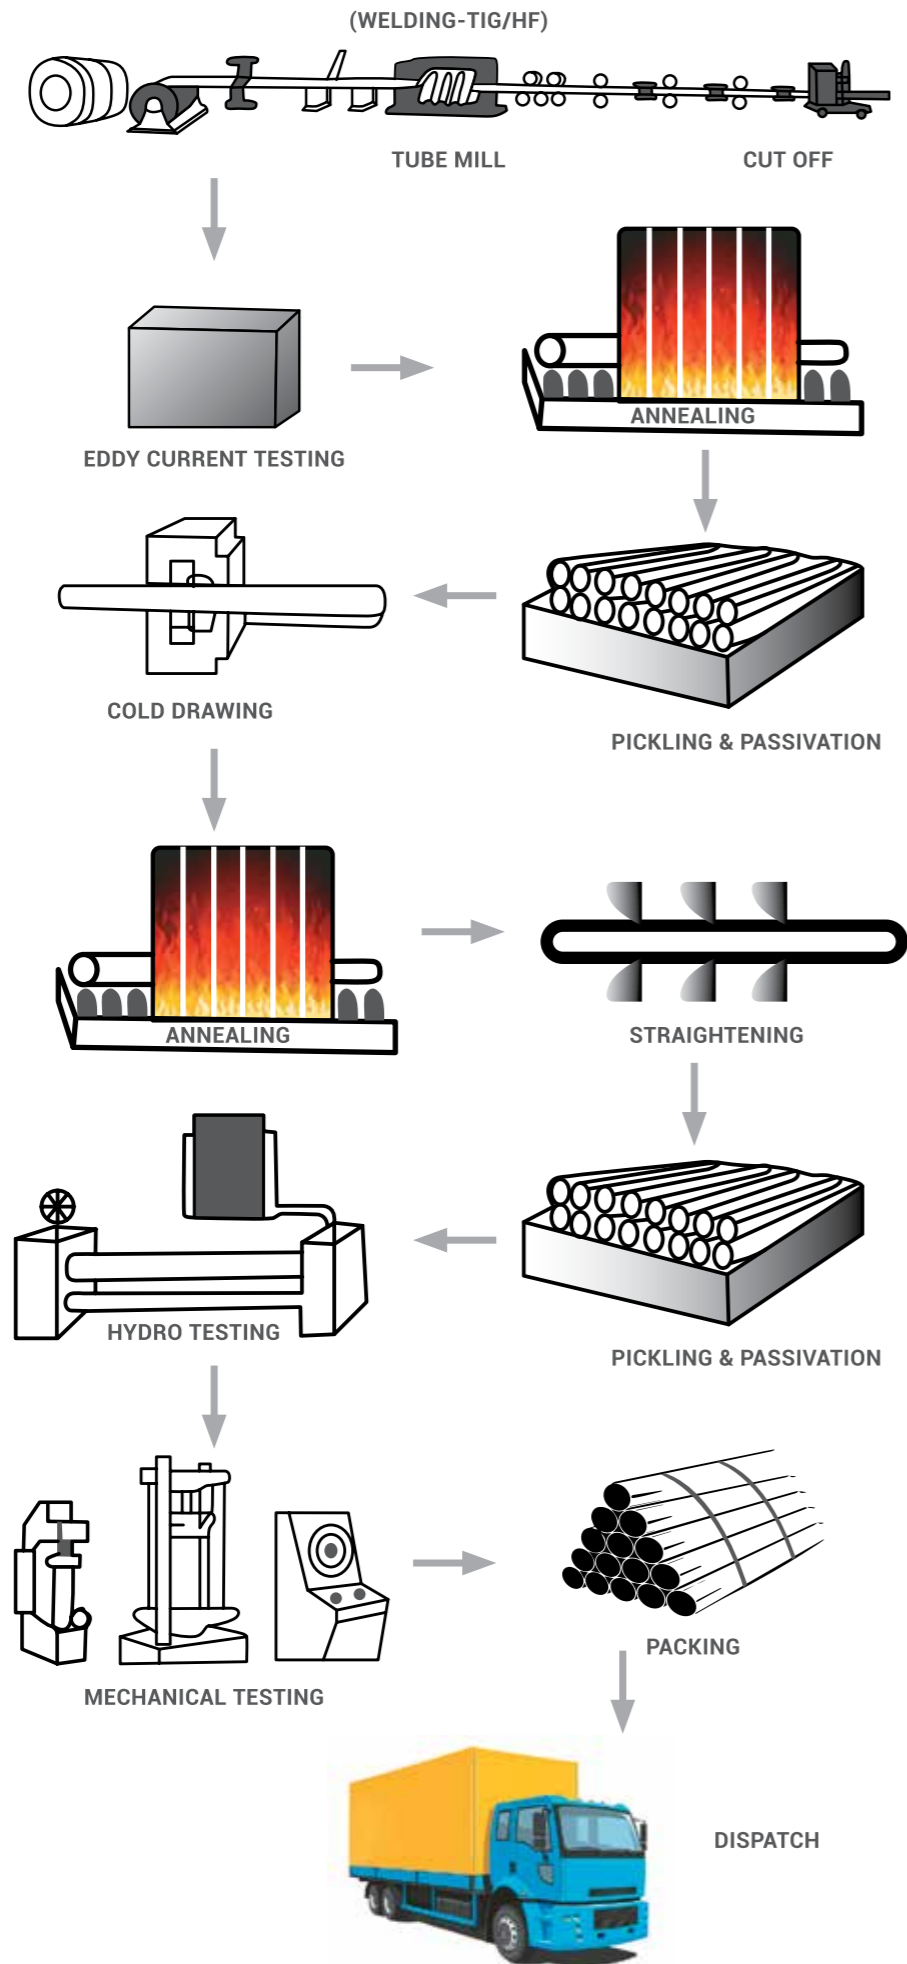 (WELDING-TIG/HF)
TUBE MILL
CUT OFF
EDDY CURRENT TESTING
ANNEALING
COLD DRAWING
PICKLING & PASSIVATION
ANNEALING
STRAIGHTENING
HYDRO TESTING
PICKLING & PASSIVATION
MECHANICAL TESTING
PACKING
DISPATCH